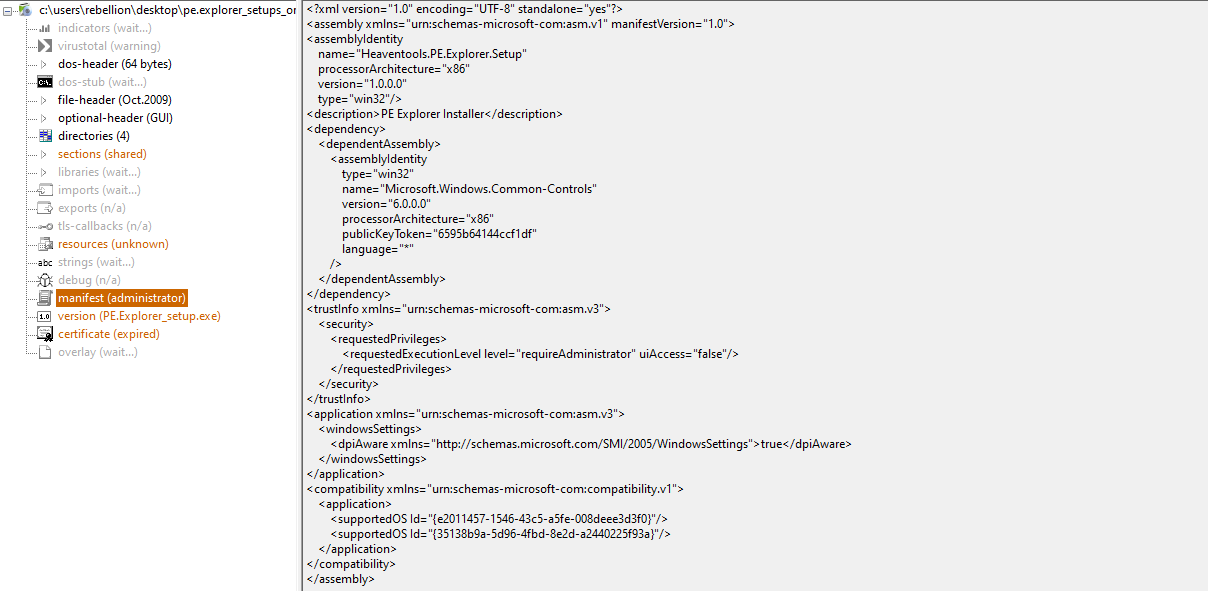 c:\users\rebellion\desktop\pe.explorer_setups_or
indicators (wait...)
virustotal (warning)
dos-header (64 bytes)
dos-stub (wait...)
file-header (Oct.2009)
optional-header (GUI)
directories (4)
sections (shared)
libraries (wait...)
imports (wait...)
exports (n/a)
tls-callbacks (n/a)
resources (unknown)
abc strings (wait...)
debug (n/a)
manifest (administrator)
1.0 version (PE.Explorer_setup.exe)
certificate (expired)
overlay (wait...)
<?xml version="1.0" encoding="UTF-8" standalone="yes"?>
<assembly xmlns="urn:schemas-microsoft-com:asm.v1" manifestVersion="1.0">
<assemblyIdentity
name="Heaventools.PE.Explorer.Setup"
processorArchitecture="x86"
version="1.0.0.0"
type="win32"/>
<description>PE Explorer Installer</description>
<dependency>
<dependentAssembly>
<assemblyIdentity
type="win32"
name="Microsoft.Windows.Common-Controls"
version="6.0.0.0"
processorArchitecture="x86"
publicKeyToken="6595b64144ccf1df"
language="*"
/>
</dependentAssembly>
</dependency>
<trustInfo xmlns="urn:schemas-microsoft-com:asm.v3">
<security>
<requestedPrivileges>
<requestedExecutionLevel level="requireAdministrator" uiAccess="false"/>
</requestedPrivileges>
</security>
</trustInfo>
<application xmlns="urn:schemas-microsoft-com:asm.v3">
<windowsSettings>
<dpiAware xmlns="http://schemas.microsoft.com/SMI/2005/WindowsSettings">true</dpiAware>
</windowsSettings>
</application>
<compatibility xmlns="urn:schemas-microsoft-com:compatibility.v1">
<application>
<supportedOS Id="{e2011457-1546-43c5-a5fe-008deee3d3f0}"/>
<supportedOS Id="{35138b9a-5d96-4fbd-8e2d-a2440225f93a}"/>
</application>
</compatibility>
</assembly>